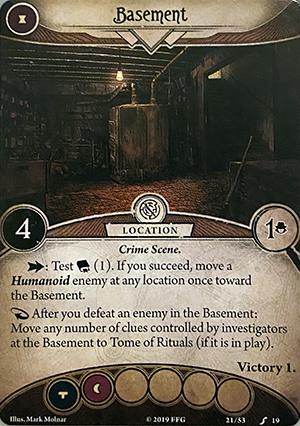 Basement
4
LOCATION
1
Crime Scene.
: Test (1). If you succeed, move a
Humanoid enemy at any location once toward
the Basement.
After you defeat an enemy in the Basement:
Move any number of clues controlled by investigators
at the Basement to Tome of Rituals (if it is in play).
Victory 1.
Illus. Mark Molnar
© 2019 FFG
21/53
19